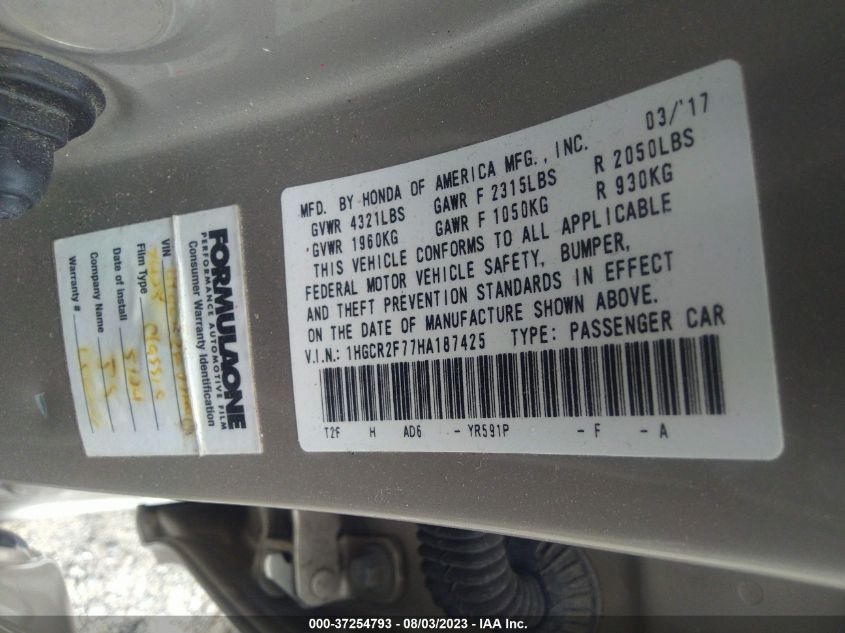 MFD. BY HONDA OF AMERICA MFG., INC. 03/'17
GVWR 4321LBS GAWR F 2315LBS R 2050LBS
GVWR 1960KG GAWR F 1050KG R 930KG
THIS VEHICLE CONFORMS TO ALL APPLICABLE
FEDERAL MOTOR VEHICLE SAFETY, BUMPER,
AND THEFT PREVENTION STANDARDS IN EFFECT
ON THE DATE OF MANUFACTURE SHOWN ABOVE.
V.I.N.: 1HGCR2F77HA187425 TYPE: PASSENGER CAR
T2F H AD6 - YR591P - F - A
FORMULAONE
PERFORMANCE AUTOMOTIVE FILM
Consumer Warranty Identification
VIN
Film Type Classic
Date of Install
Company Name
Warranty #
000-37254793 - 08/03/2023 - IAA Inc.